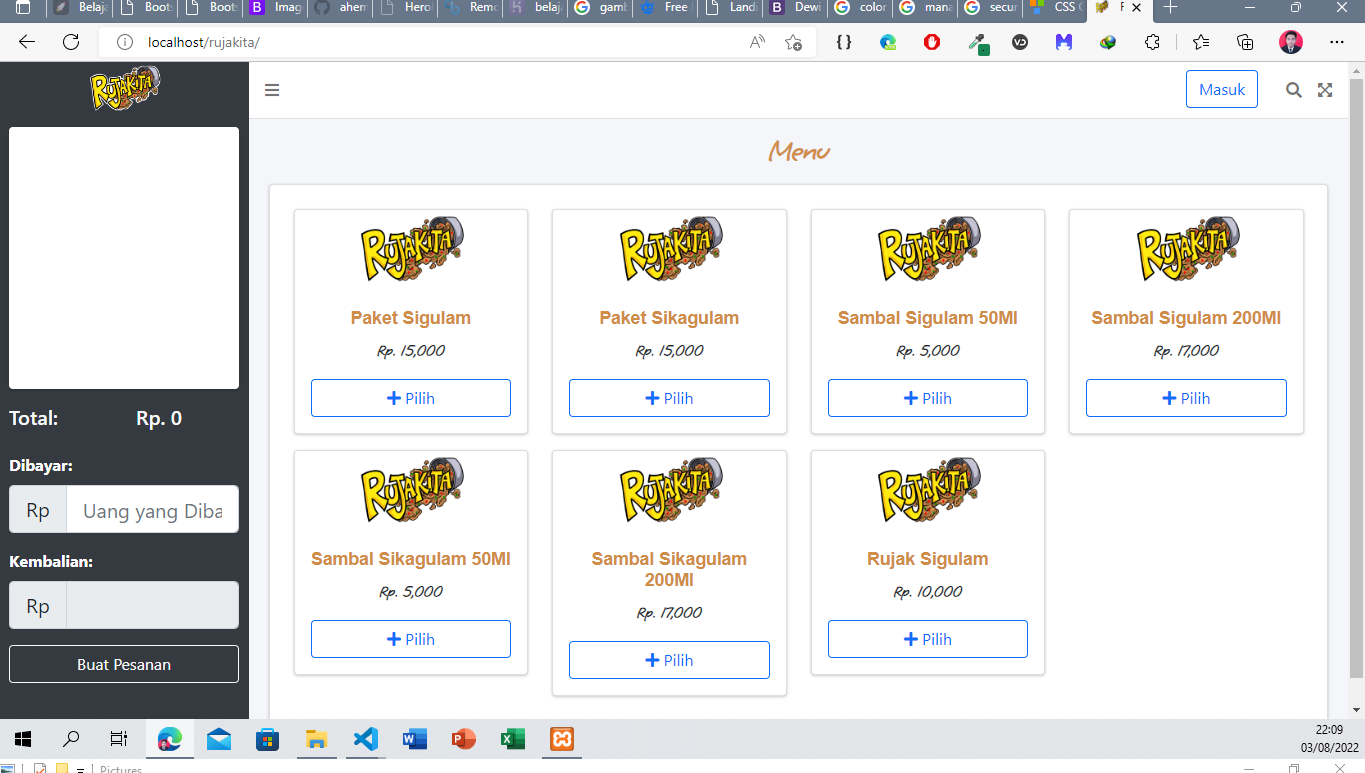 Belaja
Boots
Boots
Imag
ahem
Herol
Remo
belaja
gamb
Free I
Landi
Dewi
color
mana
secur
CSS
localhost/rujakita/
RUJAKITA
Masuk
Menu
RUJAKITA
RUJAKITA
RUJAKITA
RUJAKITA
Paket Sigulam
Paket Sikagulam
Sambal Sigulam 50Ml
Sambal Sigulam 200Ml
Rp. 15,000
Rp. 15,000
Rp. 5,000
Rp. 17,000
Pilih
Pilih
Pilih
Pilih
Total: Rp. 0
Dibayar:
Rp Uang yang Diba
Kembalian:
Rp
Buat Pesanan
RUJAKITA
RUJAKITA
RUJAKITA
Sambal Sikagulam 50Ml
Sambal Sikagulam
200Ml
Rujak Sigulam
Rp. 5,000
Rp. 17,000
Rp. 10,000
Pilih
Pilih
Pilih
22:09
03/08/2022
Pictures